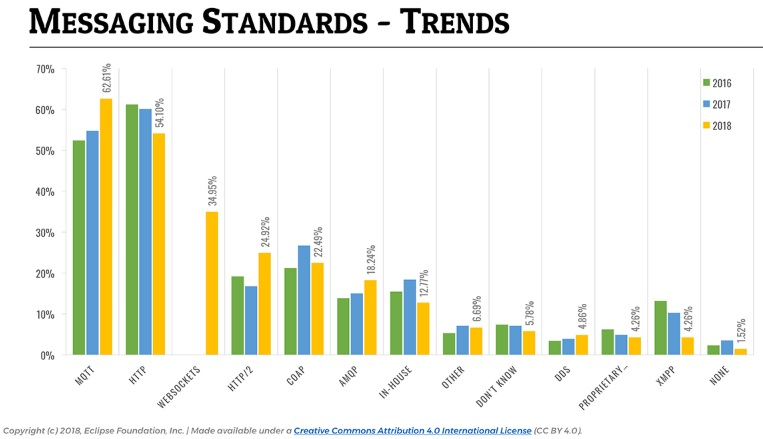 MESSAGING STANDARDS – TRENDS
70%
60%
50%
40%
30%
20%
10%
0%
62.61%
54.10%
34.95%
24.92%
22.49%
18.24%
12.77%
6.69%
5.78%
4.86%
4.26%
4.26%
1.52%
2016
2017
2018
MQTT
HTTP
WEBSOCKETS
HTTP/2
COAP
AMQP
IN-HOUSE
OTHER
DON'T KNOW
DDS
PROPRIETARY...
XMPP
NONE
Copyright (c) 2018, Eclipse Foundation, Inc. | Made available under a Creative Commons Attribution 4.0 International License (CC BY 4.0).